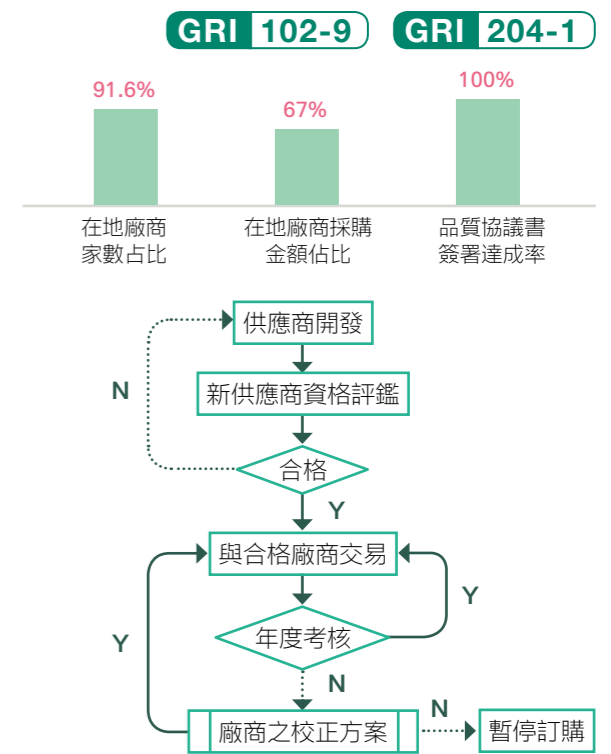 GRI 102-9 GRI 204-1
91.6%
67%
100%
在地廠商
家數占比
在地廠商採購
金額佔比
品質協議書
簽署達成率
供應商開發
N
新供應商資格評鑑
合格
Y
與合格廠商交易
Y
年度考核
Y
N
廠商之校正方案
N
暫停訂購